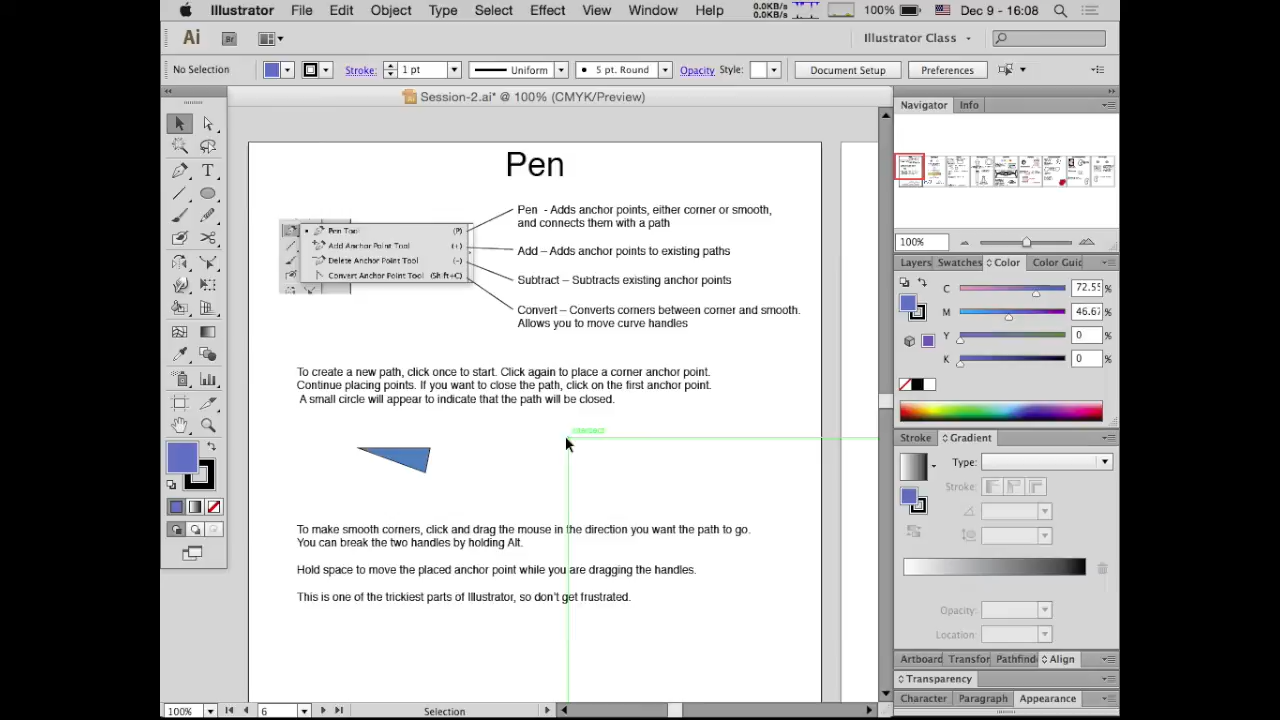 Illustrator File Edit Object Type Select Effect View Window Help 0.0KB/s 0.0KB/s 100% Dec 9 - 16:08
Ai Br Illustrator Class
No Selection Stroke: 1 pt Uniform 5 pt. Round Opacity Style: Document Setup Preferences
Session-2.ai* @ 100% (CMYK/Preview)
Navigator Info
Pen
Pen Tool (P)
Add Anchor Point Tool (+)
Delete Anchor Point Tool (-)
Convert Anchor Point Tool (Shift+C)
Pen - Adds anchor points, either corner or smooth,
and connects them with a path
Add – Adds anchor points to existing paths
Subtract – Subtracts existing anchor points
Convert – Converts corners between corner and smooth.
Allows you to move curve handles
To create a new path, click once to start. Click again to place a corner anchor point.
Continue placing points. If you want to close the path, click on the first anchor point.
A small circle will appear to indicate that the path will be closed.
intersect
To make smooth corners, click and drag the mouse in the direction you want the path to go.
You can break the two handles by holding Alt.
Hold space to move the placed anchor point while you are dragging the handles.
This is one of the trickiest parts of Illustrator, so don't get frustrated.
100%
Layers Swatches Color Color Guid
C 72.55 %
M 46.67 %
Y 0 %
K 0 %
Stroke Gradient
Type:
Stroke:
Opacity:
Location:
Artboard Transfor Pathfind Align
Transparency
Character Paragraph Appearance
100% 6 Selection